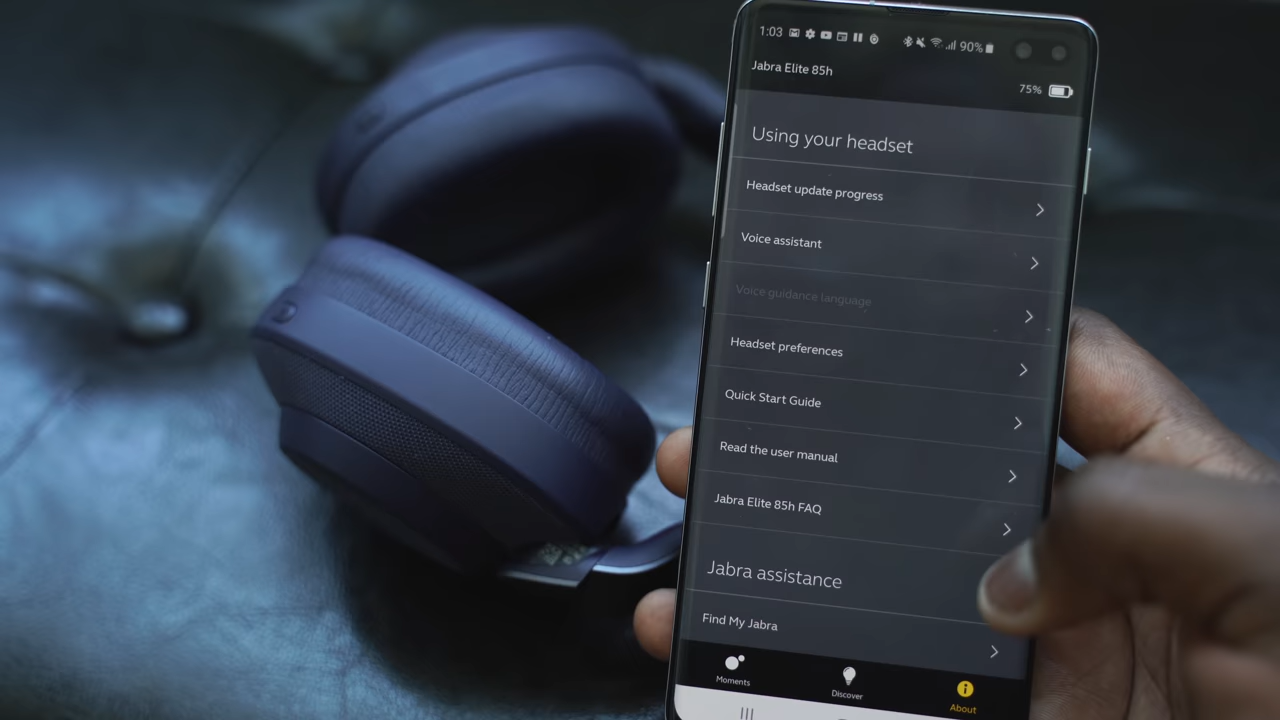 1:03
90%
Jabra Elite 85h
75%
Using your headset
Headset update progress
Voice assistant
Voice guidance language
Headset preferences
Quick Start Guide
Read the user manual
Jabra Elite 85h FAQ
Jabra assistance
Find My Jabra
Moments
Discover
About